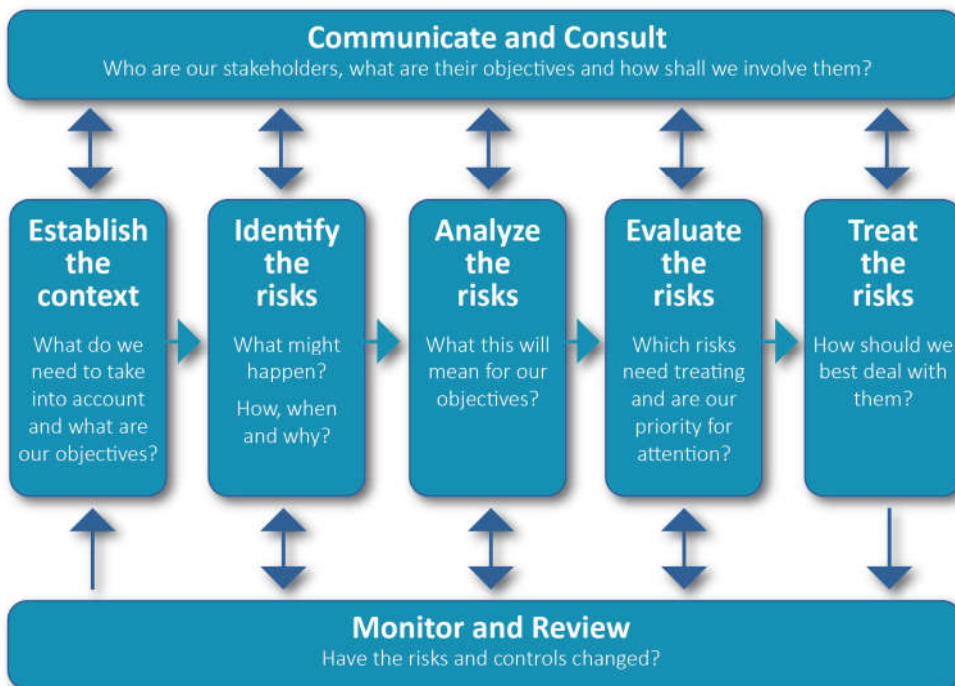 Communicate and Consult
Who are our stakeholders, what are their objectives and how shall we involve them?
Establish
the
context
What do we
need to take
into account
and what are
our objectives?
Identify
the
risks
What might
happen?
How, when
and why?
Analyze
the
risks
What this will
mean for our
objectives?
Evaluate
the
risks
Which risks
need treating
and are our
priority for
attention?
Treat
the
risks
How should we
best deal with
them?
Monitor and Review
Have the risks and controls changed?